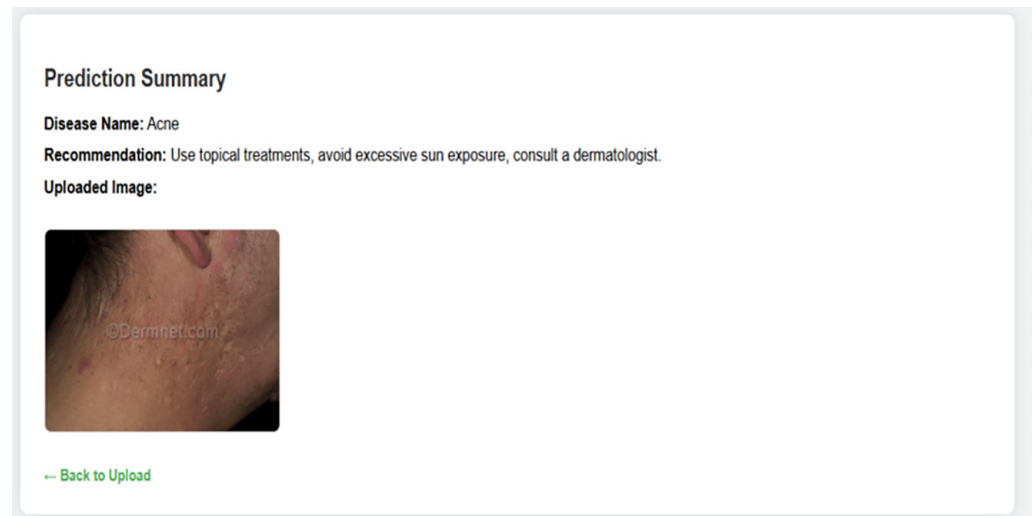 Prediction Summary
Disease Name: Acne
Recommendation: Use topical treatments, avoid excessive sun exposure, consult a dermatologist.
Uploaded Image:
©Dermnet.com
← Back to Upload